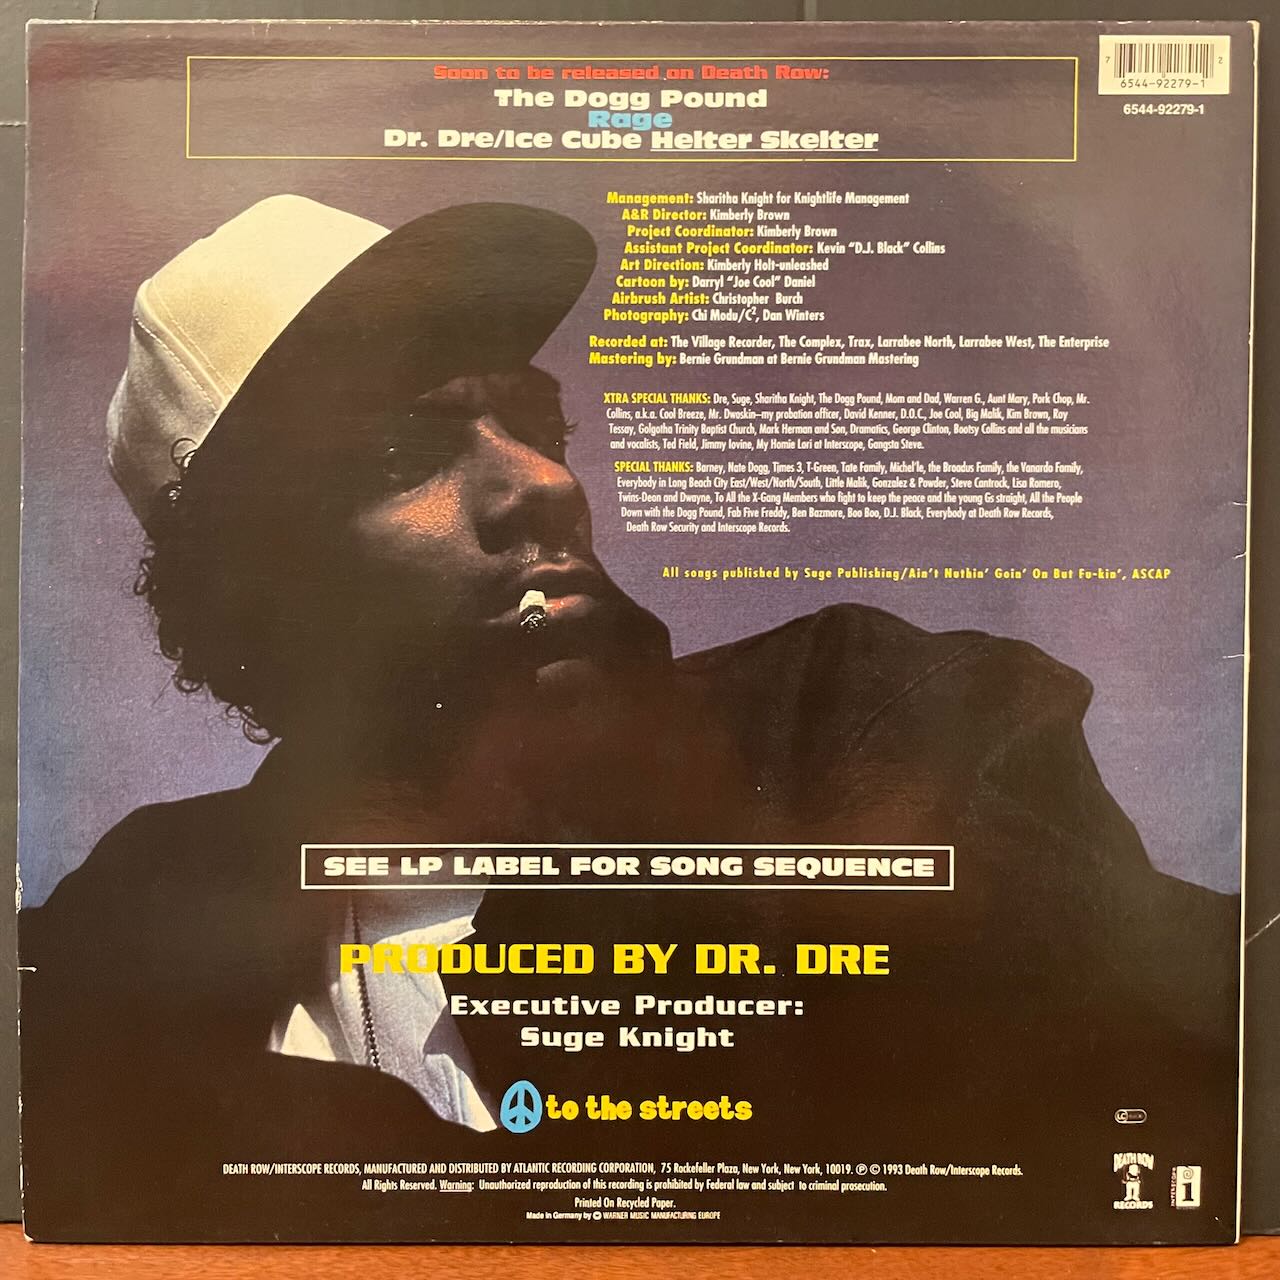 Soon to be released on Death Row:
The Dogg Pound
Rage
Dr. Dre/Ice Cube Helter Skelter
7 6544-92279-1 2
6544-92279-1
Management: Sharitha Knight for Knightlife Management
A&R Director: Kimberly Brown
Project Coordinator: Kimberly Brown
Assistant Project Coordinator: Kevin “D.J. Black” Collins
Art Direction: Kimberly Holt-unleashed
Cartoon by: Darryl “Joe Cool” Daniel
Airbrush Artist: Christopher Burch
Photography: Chi Modu/C², Dan Winters
Recorded at: The Village Recorder, The Complex, Trax, Larrabee North, Larrabee West, The Enterprise
Mastering by: Bernie Grundman at Bernie Grundman Mastering
XTRA SPECIAL THANKS: Dre, Suge, Sharitha Knight, The Dogg Pound, Mom and Dad, Warren G., Aunt Mary, Pork Chop, Mr.
Collins, a.k.a. Cool Breeze, Mr. Dwoskin–my probation officer, David Kenner, D.O.C., Joe Cool, Big Malik, Kim Brown, Ray
Tessay, Golgotha Trinity Baptist Church, Mark Herman and Son, Dramatics, George Clinton, Bootsy Collins and all the musicians
and vocalists, Ted Field, Jimmy Iovine, My Homie Lori at Interscope, Gangsta Steve.
SPECIAL THANKS: Barney, Nate Dogg, Times 3, T-Green, Tate Family, Michel'le, the Broadus Family, the Vanardo Family,
Everybody in Long Beach City East/West/North/South, Little Malik, Gonzalez & Powder, Steve Cantrock, Lisa Romero,
Twins-Deon and Dwayne, To All the X-Gang Members who fight to keep the peace and the young Gs straight, All the People
Down with the Dogg Pound, Fab Five Freddy, Ben Bazmore, Boo Boo, D.J. Black, Everybody at Death Row Records,
Death Row Security and Interscope Records.
All songs published by Suge Publishing/Ain't Nuthin' Goin' On But Fu-kin', ASCAP
SEE LP LABEL FOR SONG SEQUENCE
PRODUCED BY DR. DRE
Executive Producer:
Suge Knight
to the streets
LC
DEATH ROW/INTERSCOPE RECORDS, MANUFACTURED AND DISTRIBUTED BY ATLANTIC RECORDING CORPORATION, 75 Rockefeller Plaza, New York, New York, 10019. ℗ © 1993 Death Row/Interscope Records.
All Rights Reserved. Warning: Unauthorized reproduction of this recording is prohibited by Federal law and subject to criminal prosecution.
Printed On Recycled Paper.
Made in Germany by WARNER MUSIC MANUFACTURING EUROPE
DEATH ROW
RECORDS
INTERSCOPE
1